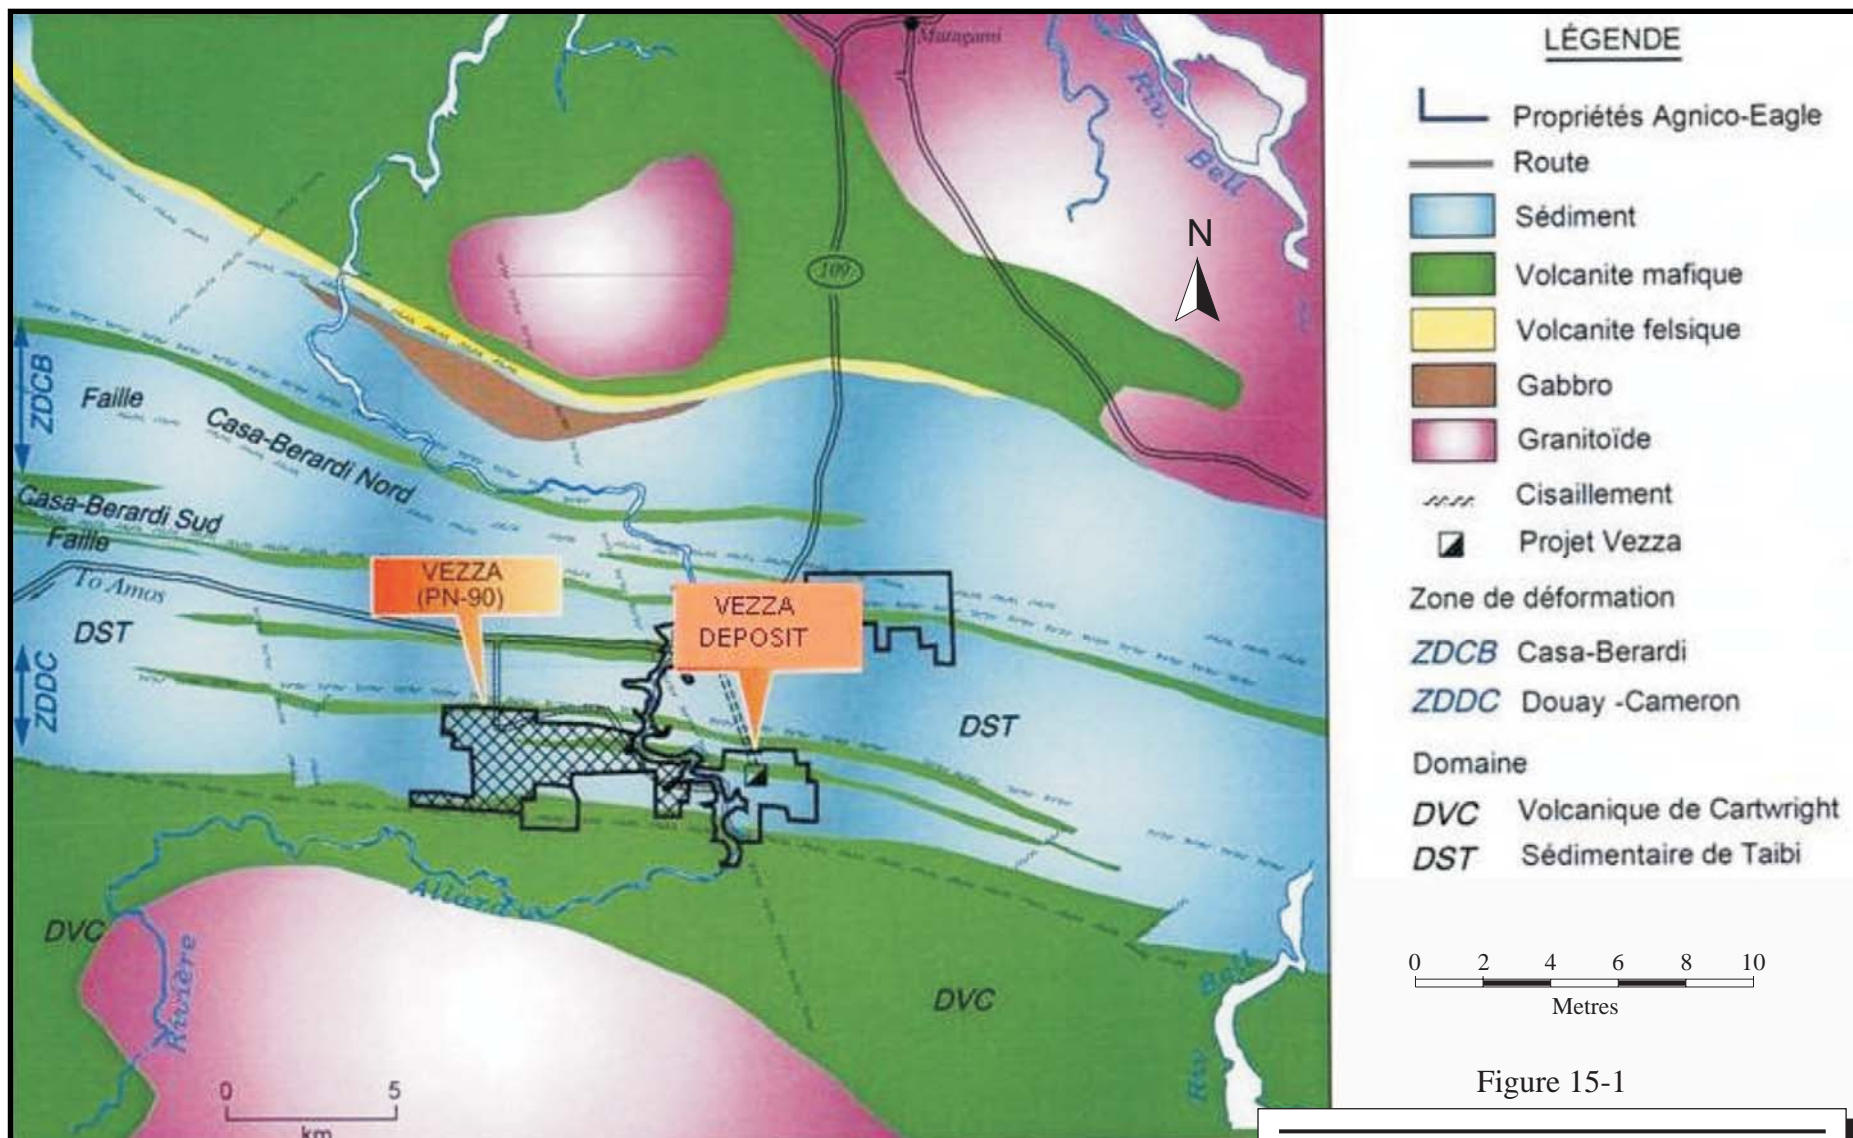 Matagami
Riv.
Bell
N
109
ZDCB
Faille
Casa-Berardi Nord
Casa-Berardi Sud
Faille
To Amos
VEZZA
(PN-90)
VEZZA
DEPOSIT
DST
ZDDC
DST
Allard
DVC
Rivière
DVC
Bell
Riv
0 5
km
LÉGENDE
Propriétés Agnico-Eagle
Route
Sédiment
Volcanite mafique
Volcanite felsique
Gabbro
Granitoïde
Cisaillement
Projet Vezza
Zone de déformation
ZDCB Casa-Berardi
ZDDC Douay -Cameron
Domaine
DVC Volcanique de Cartwright
DST Sédimentaire de Taibi
0 2 4 6 8 10
Metres
Figure 15-1